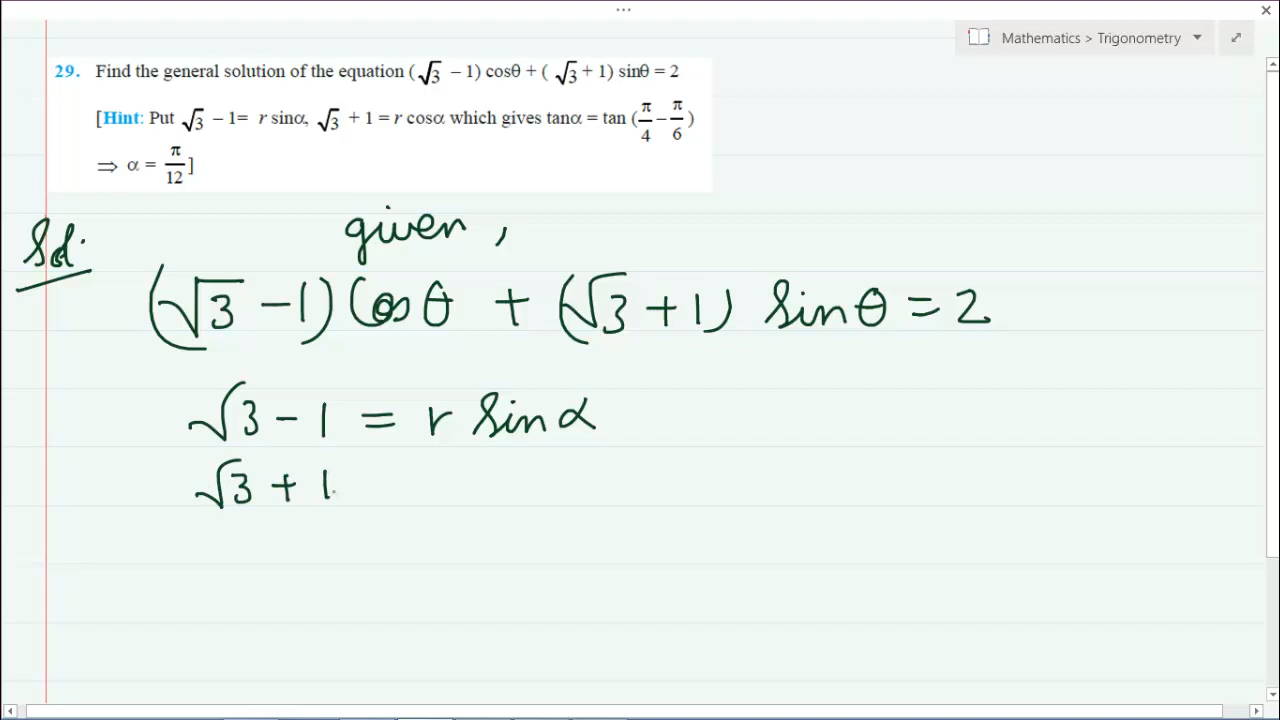 Mathematics > Trigonometry
29. Find the general solution of the equation (√3 – 1) cosθ + ( √3 + 1) sinθ = 2
[Hint: Put √3 – 1= r sinα, √3 + 1 = r cosα which gives tanα = tan (π/4 – π/6)
⇒ α = π/12 ]
Sol:
given,
(√3 - 1) Cos θ + (√3 + 1) sin θ = 2
√3 - 1 = r sin α
√3 + 1